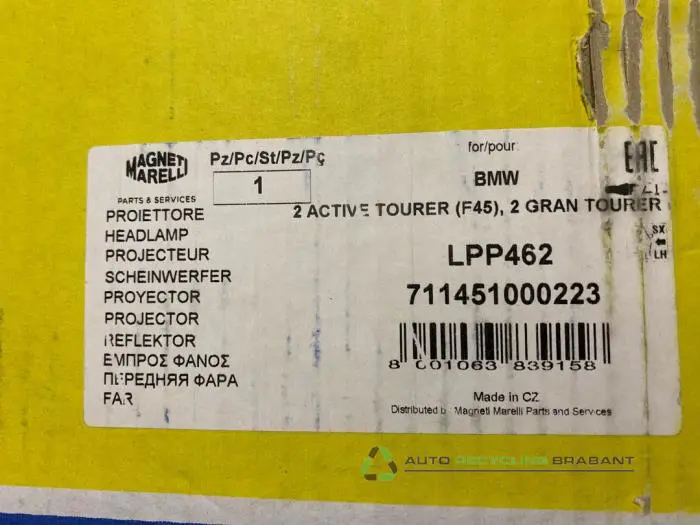 MAGNETI
MARELLI
PARTS & SERVICES
Pz/Pc/St/Pz/Pç
1
for/pour
BMW
2 ACTIVE TOURER (F45), 2 GRAN TOURER
EAC
SX
LH
PROIETTORE
HEADLAMP
PROJECTEUR
SCHEINWERFER
PROYECTOR
PROJECTOR
REFLEKTOR
ΕΜΠΡΟΣ ΦΑΝΟΣ
ПЕРЕДНЯЯ ФАРА
FAR
LPP462
711451000223
8 001063 839158
Made in CZ
Distributed by Magneti Marelli Parts and Services
AUTO RECYCLING BRABANT